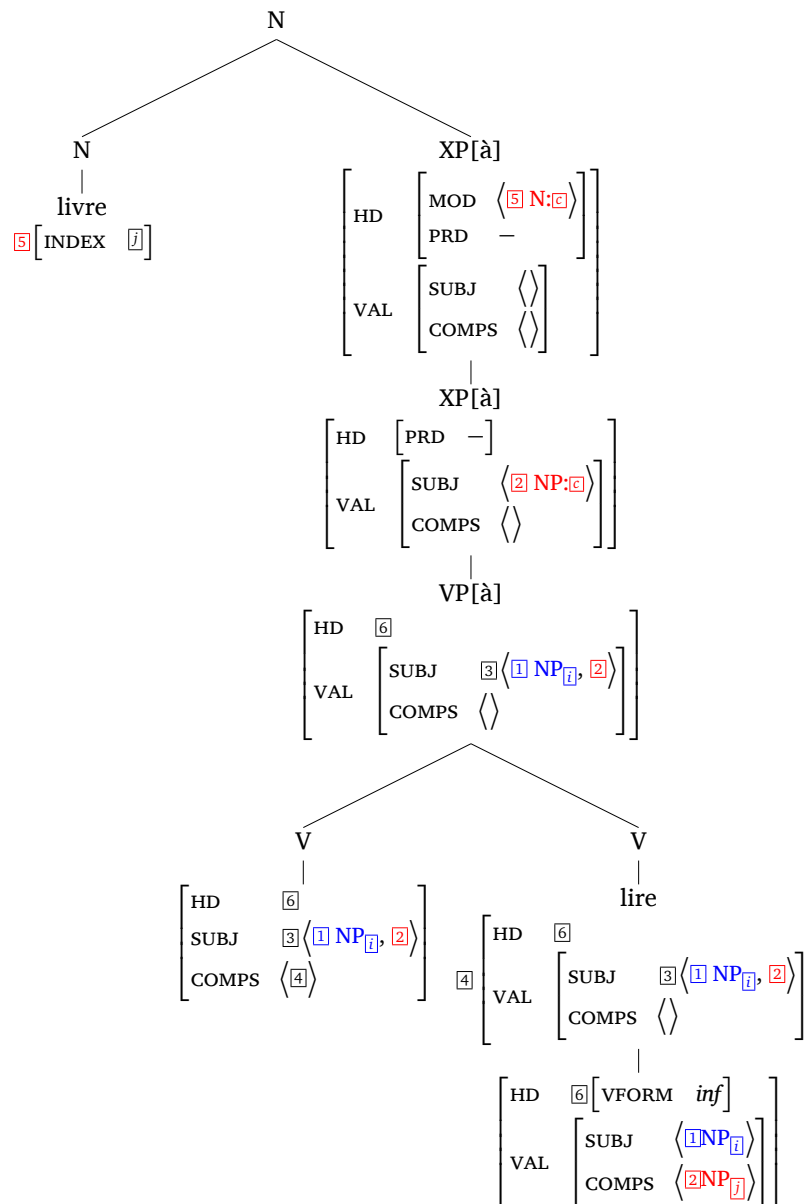 N
N XP[à]
livre
5 [INDEX j]
HD [MOD ⟨5 N:c⟩
PRD −]
VAL [SUBJ ⟨⟩
COMPS ⟨⟩]
XP[à]
HD [PRD −]
VAL [SUBJ ⟨2 NP:c⟩
COMPS ⟨⟩]
VP[à]
HD 6
VAL [SUBJ 3⟨1 NPi, 2⟩
COMPS ⟨⟩]
V V
HD 6
SUBJ 3⟨1 NPi, 2⟩
COMPS ⟨4⟩
lire
4 [HD 6
VAL [SUBJ 3⟨1 NPi, 2⟩
COMPS ⟨⟩]]
HD 6[VFORM inf]
VAL [SUBJ ⟨1NPi⟩
COMPS ⟨2NPj⟩]